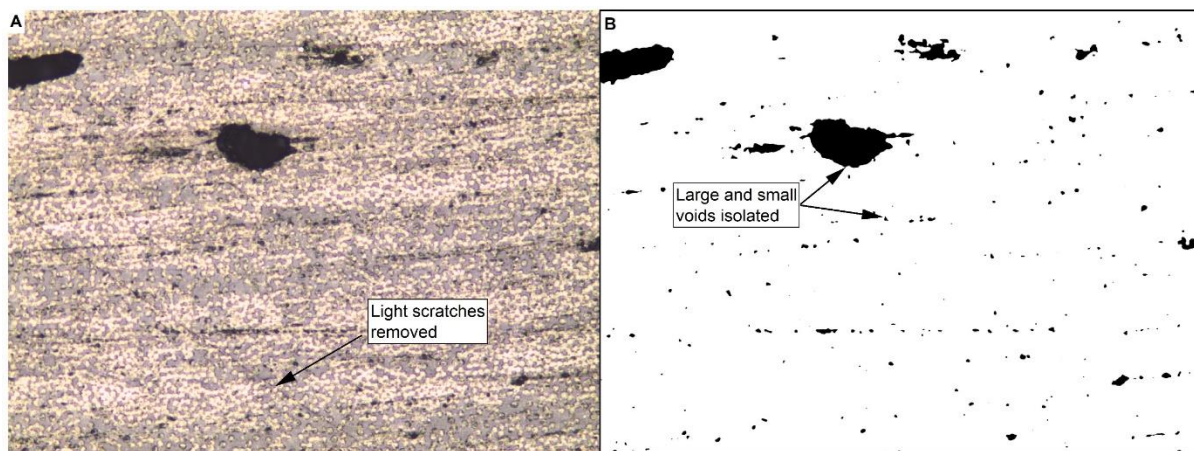 A
B
Large and small
voids isolated
Light scratches
removed